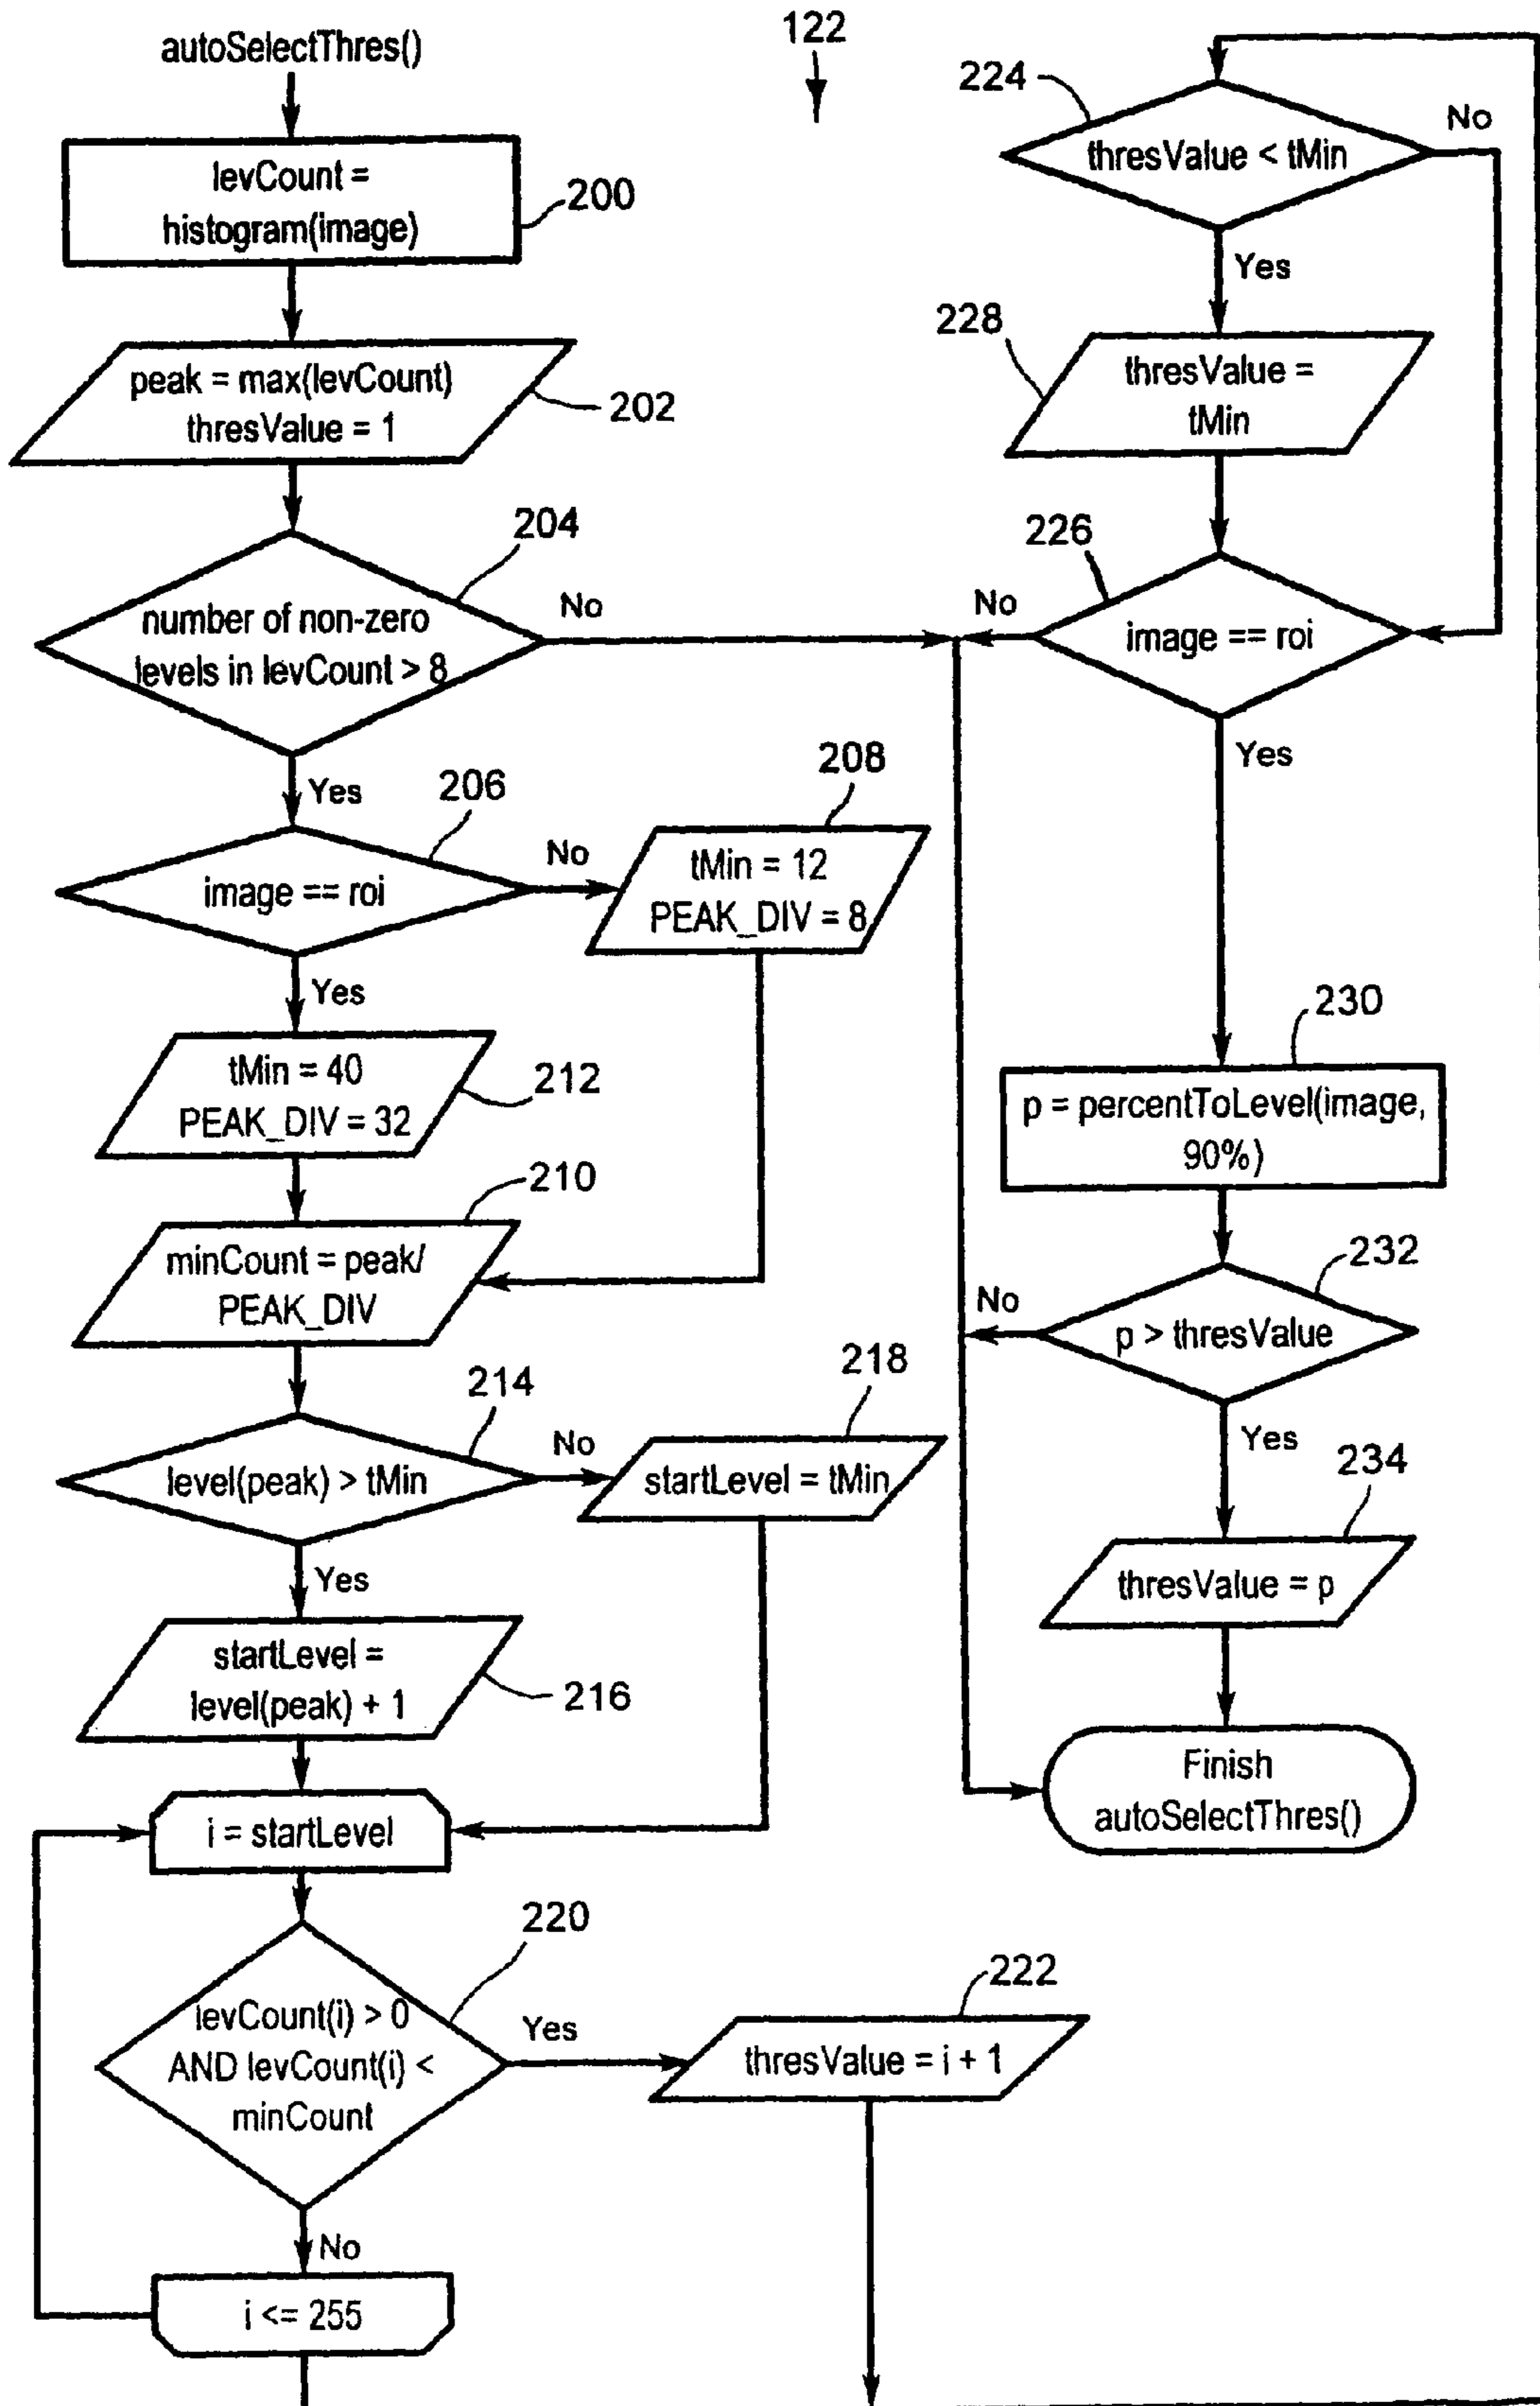 autoSelectThres()
122
levCount =
histogram(image)
200
peak = max(levCount)
thresValue = 1
202
204
number of non-zero
levels in levCount > 8
No
Yes
206
image == roi
No
208
tMin = 12
PEAK_DIV = 8
Yes
tMin = 40
PEAK_DIV = 32
212
210
minCount = peak/
PEAK_DIV
214
level(peak) > tMin
No
218
startLevel = tMin
Yes
startLevel =
level(peak) + 1
216
i = startLevel
220
levCount(i) > 0
AND levCount(i) <
minCount
Yes
222
thresValue = i + 1
No
i <= 255
224
thresValue < tMin
No
Yes
228
thresValue =
tMin
226
No
image == roi
Yes
230
p = percentToLevel(image,
90%)
232
No
p > thresValue
Yes
234
thresValue = p
Finish
autoSelectThres()